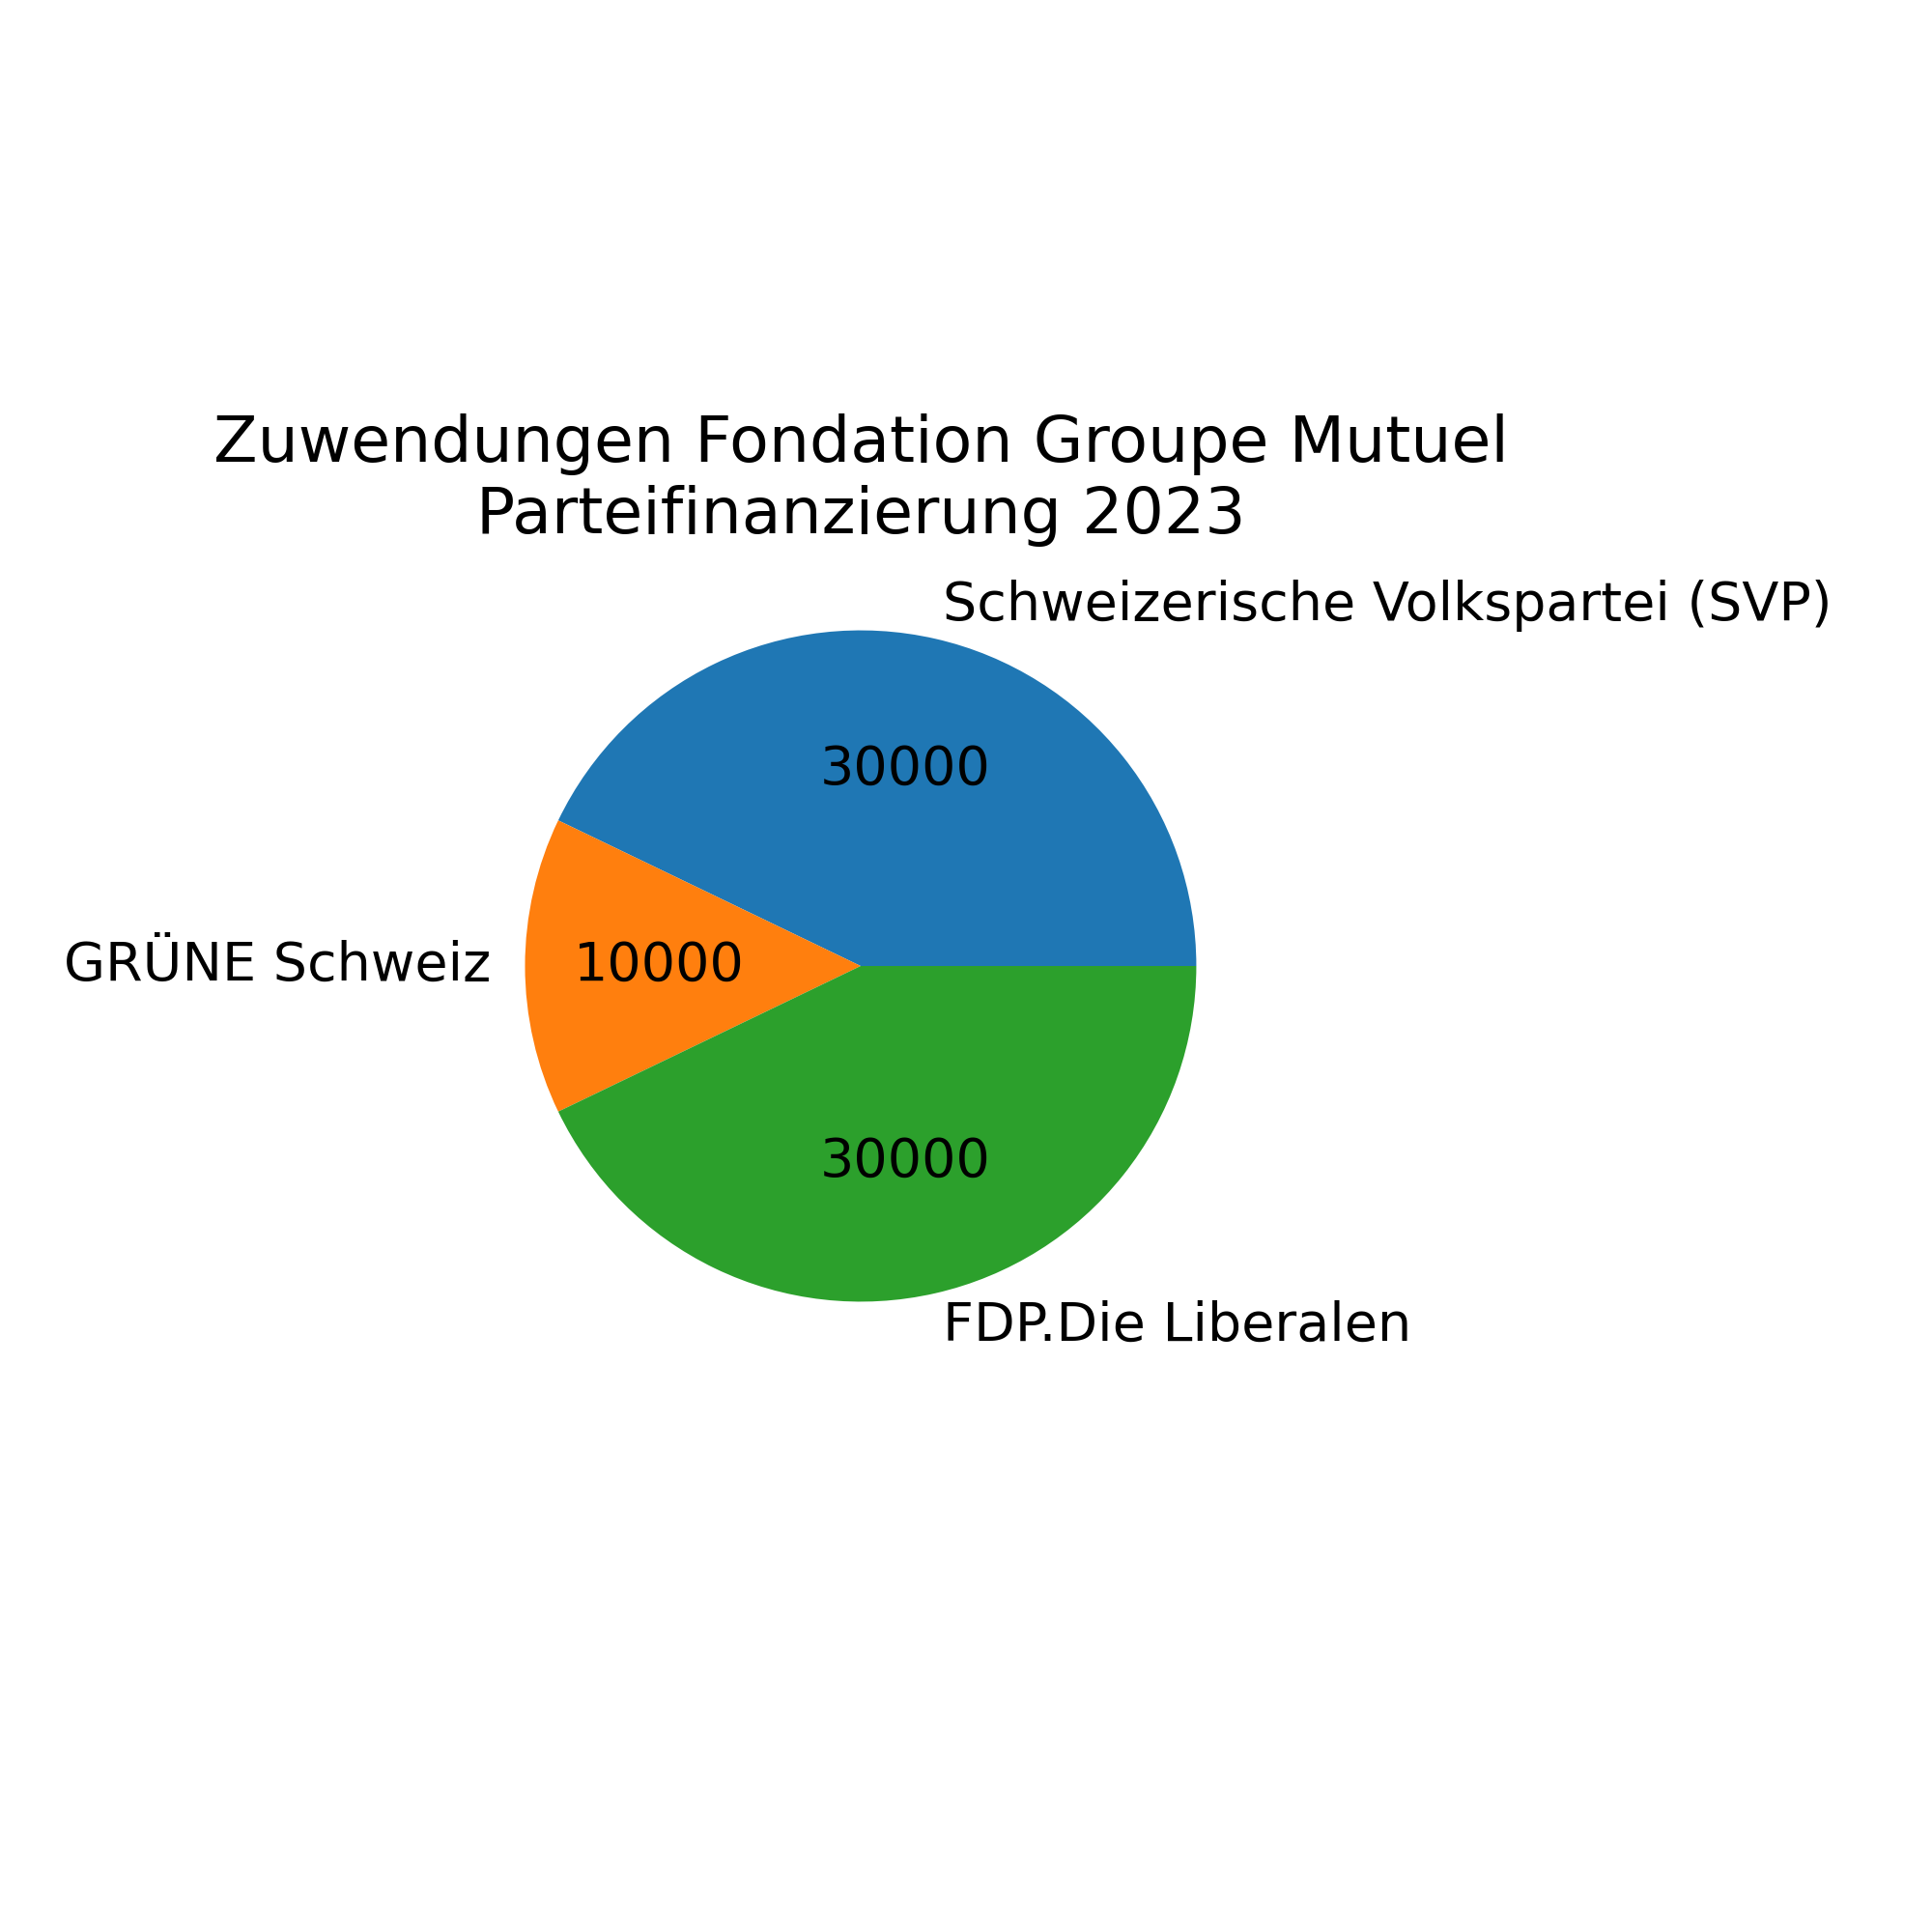 Zuwendungen Fondation Groupe Mutuel
Parteifinanzierung 2023
Schweizerische Volkspartei (SVP)
30000
GRÜNE Schweiz
10000
30000
FDP.Die Liberalen